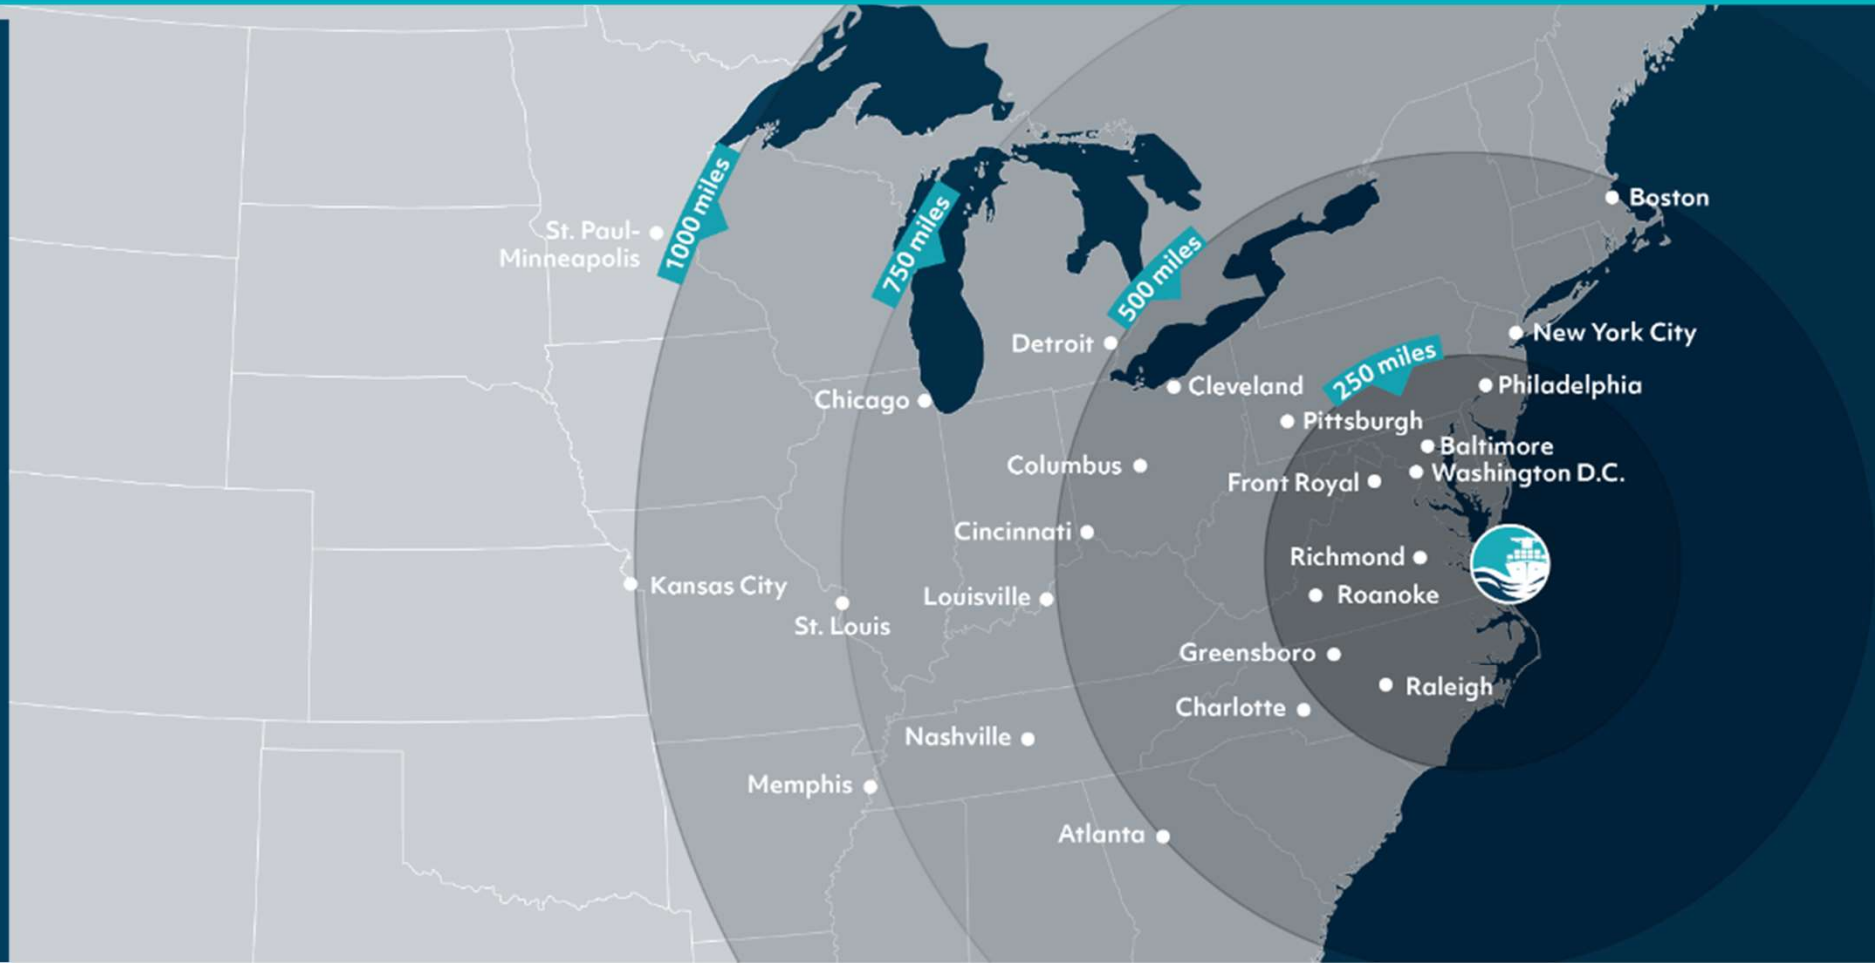 Boston
1000 miles
750 miles
St. Paul-
Minneapolis
500 miles
New York City
Detroit
250 miles
Cleveland
Philadelphia
Chicago
Pittsburgh
Baltimore
Columbus
Washington D.C.
Front Royal
Cincinnati
Richmond
Kansas City
Louisville
Roanoke
St. Louis
Greensboro
Raleigh
Charlotte
Nashville
Memphis
Atlanta